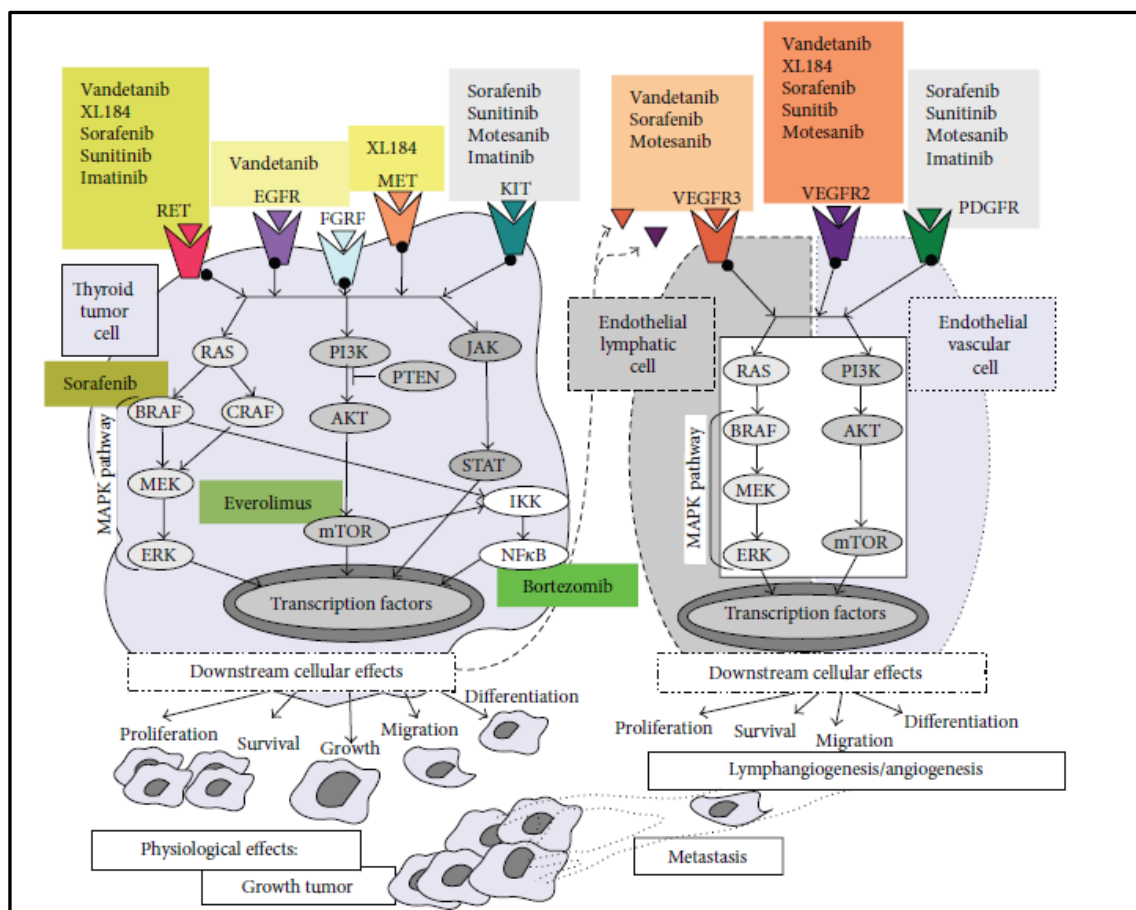 Vandetanib
XL184
Sorafenib
Sunitinib
Imatinib
RET
Vandetanib
EGFR
FGRF
XL184
MET
Sorafenib
Sunitinib
Motesanib
Imatinib
KIT
Vandetanib
Sorafenib
Motesanib
VEGFR3
Vandetanib
XL184
Sorafenib
Sunitib
Motesanib
VEGFR2
Sorafenib
Sunitinib
Motesanib
Imatinib
PDGFR
Thyroid
tumor
cell
Sorafenib
MAPK pathway
RAS
BRAF
CRAF
MEK
ERK
PI3K
PTEN
AKT
Everolimus
mTOR
JAK
STAT
IKK
NFκB
Bortezomib
Transcription factors
Endothelial
lymphatic
cell
Endothelial
vascular
cell
MAPK pathway
RAS
BRAF
MEK
ERK
PI3K
AKT
mTOR
Transcription factors
Downstream cellular effects
Proliferation
Survival
Growth
Migration
Differentiation
Downstream cellular effects
Proliferation
Survival
Migration
Differentiation
Lymphangiogenesis/angiogenesis
Metastasis
Physiological effects:
Growth tumor